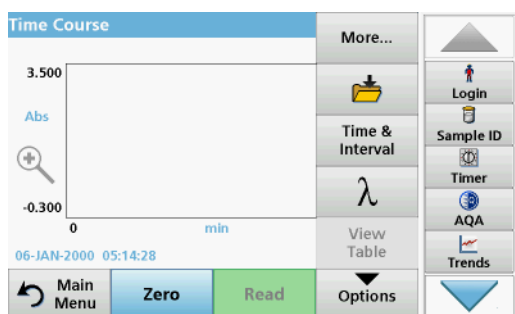 Time Course
More...
3.500
Abs
-0.300
0
min
06-JAN-2000 05:14:28
Time &
Interval
λ
View
Table
Main
Menu
Zero
Read
Options
Login
Sample ID
Timer
AQA
Trends